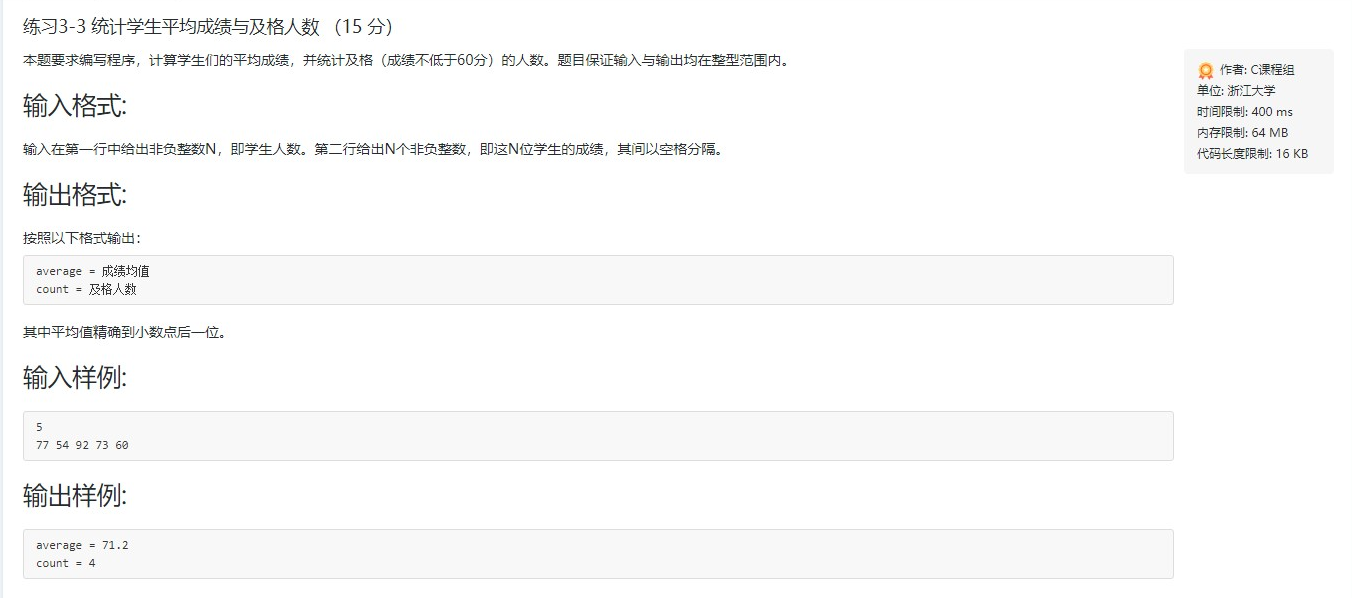 练习3-3 统计学生平均成绩与及格人数 （15 分）
本题要求编写程序，计算学生们的平均成绩，并统计及格（成绩不低于60分）的人数。题目保证输入与输出均在整型范围内。
作者: C课程组
单位: 浙江大学
时间限制: 400 ms
内存限制: 64 MB
代码长度限制: 16 KB
输入格式:
输入在第一行中给出非负整数N，即学生人数。第二行给出N个非负整数，即这N位学生的成绩，其间以空格分隔。
输出格式:
按照以下格式输出：
average = 成绩均值
count = 及格人数
其中平均值精确到小数点后一位。
输入样例:
5
77 54 92 73 60
输出样例:
average = 71.2
count = 4